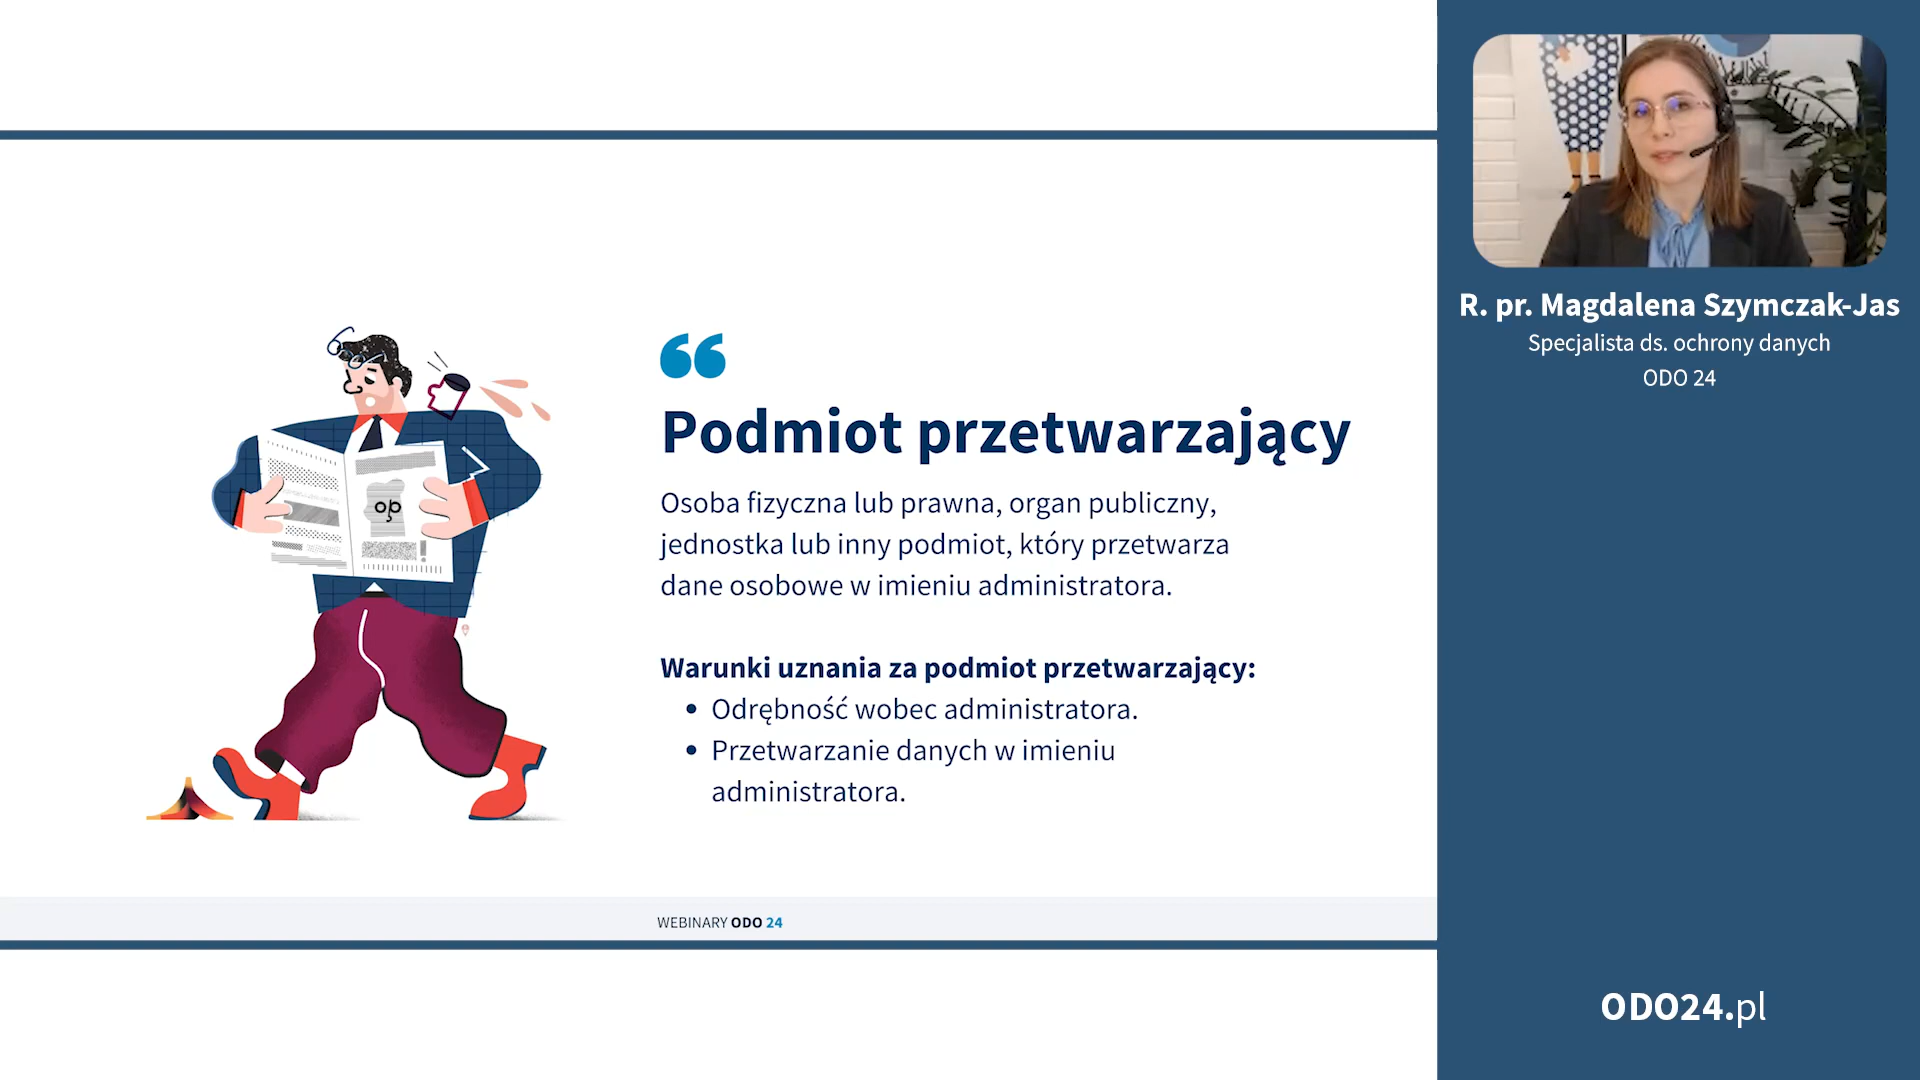 Podmiot przetwarzający
Osoba fizyczna lub prawna, organ publiczny,
jednostka lub inny podmiot, który przetwarza
dane osobowe w imieniu administratora.
Warunki uznania za podmiot przetwarzający:
• Odrębność wobec administratora.
• Przetwarzanie danych w imieniu
administratora.
WEBINARY ODO 24
R. pr. Magdalena Szymczak-Jas
Specjalista ds. ochrony danych
ODO 24
ODO24.pl